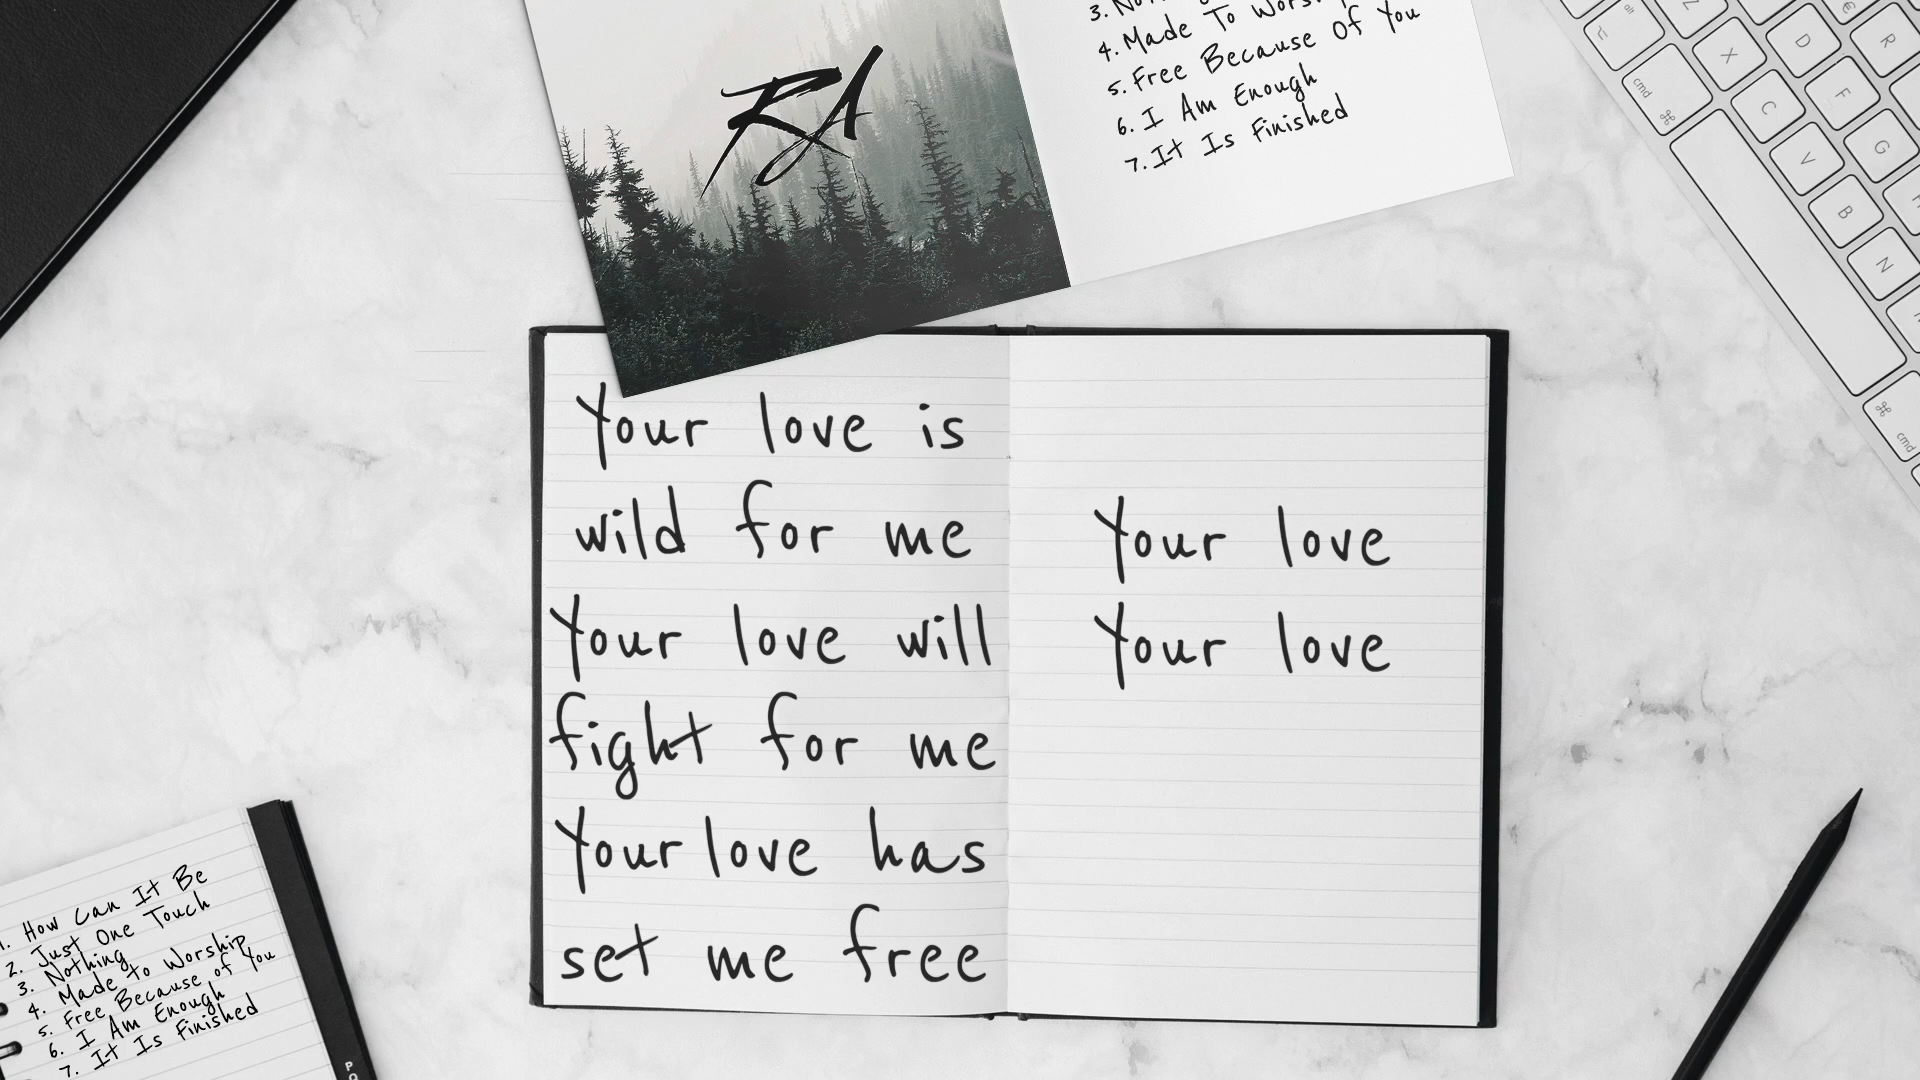 RA
4. Made To
5. Free Because Of You
6. I Am Enough
7. It Is Finished
Your love is
wild for me
Your love will
fight for me
Your love has
set me free
Your love
Your love
1. How Can It Be
2. Just One Touch
3. Nothing
4. Made to Worship
5. Free Because of You
6. I Am Enough
7. It Is Finished
alt
cmd
Z
X
D
R
C
F
V
G
B
N
cmd